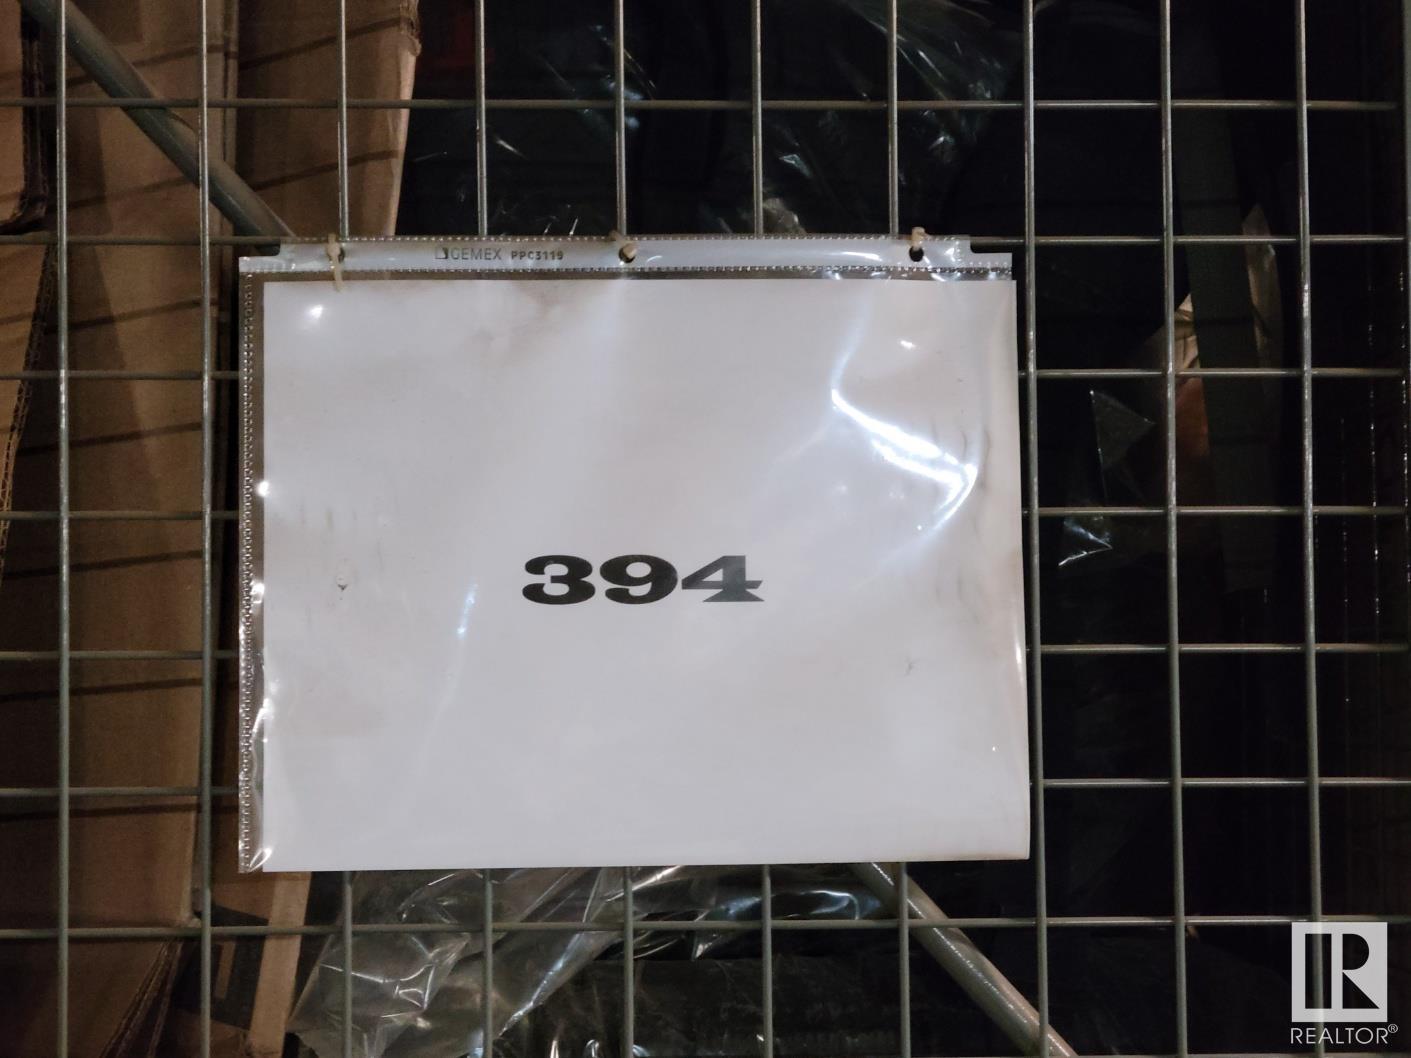 GEMEX PPC3119
394
REALTOR®